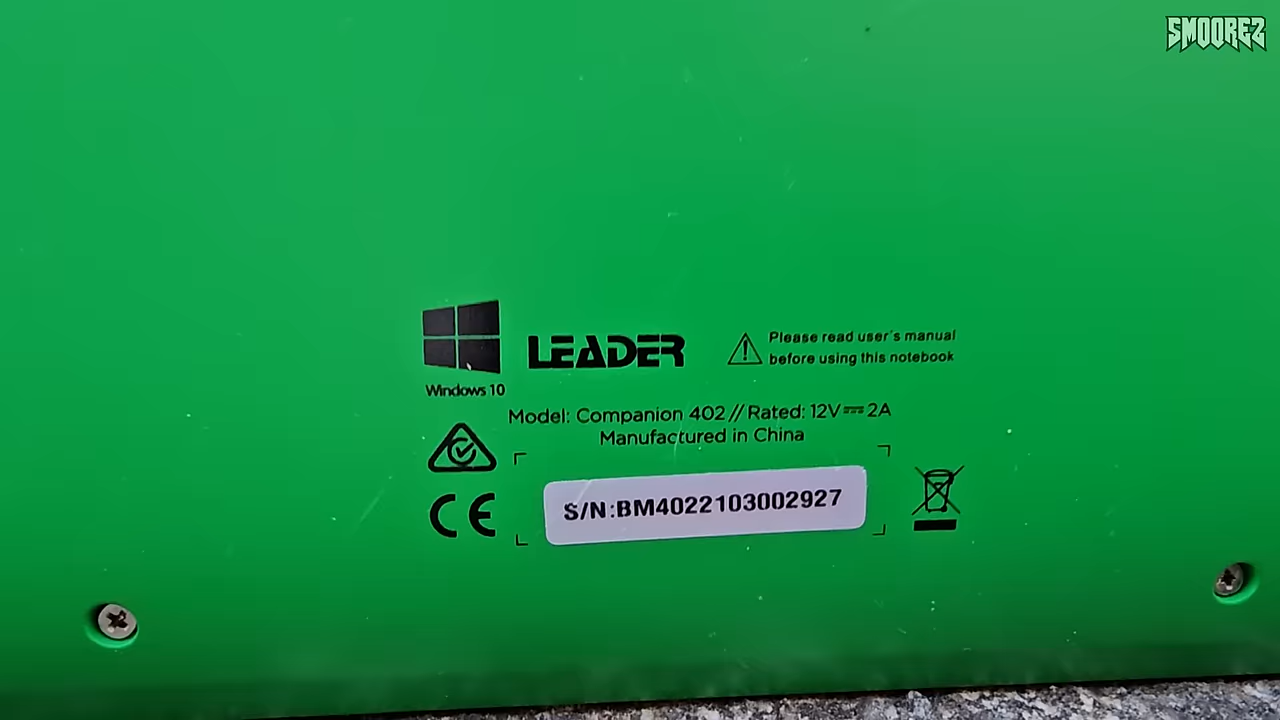 SMOOREZ
Windows 10
LEADER
Please read user's manual
before using this notebook
Model: Companion 402 // Rated: 12V⎓2A
Manufactured in China
CE
S/N:BM4022103002927